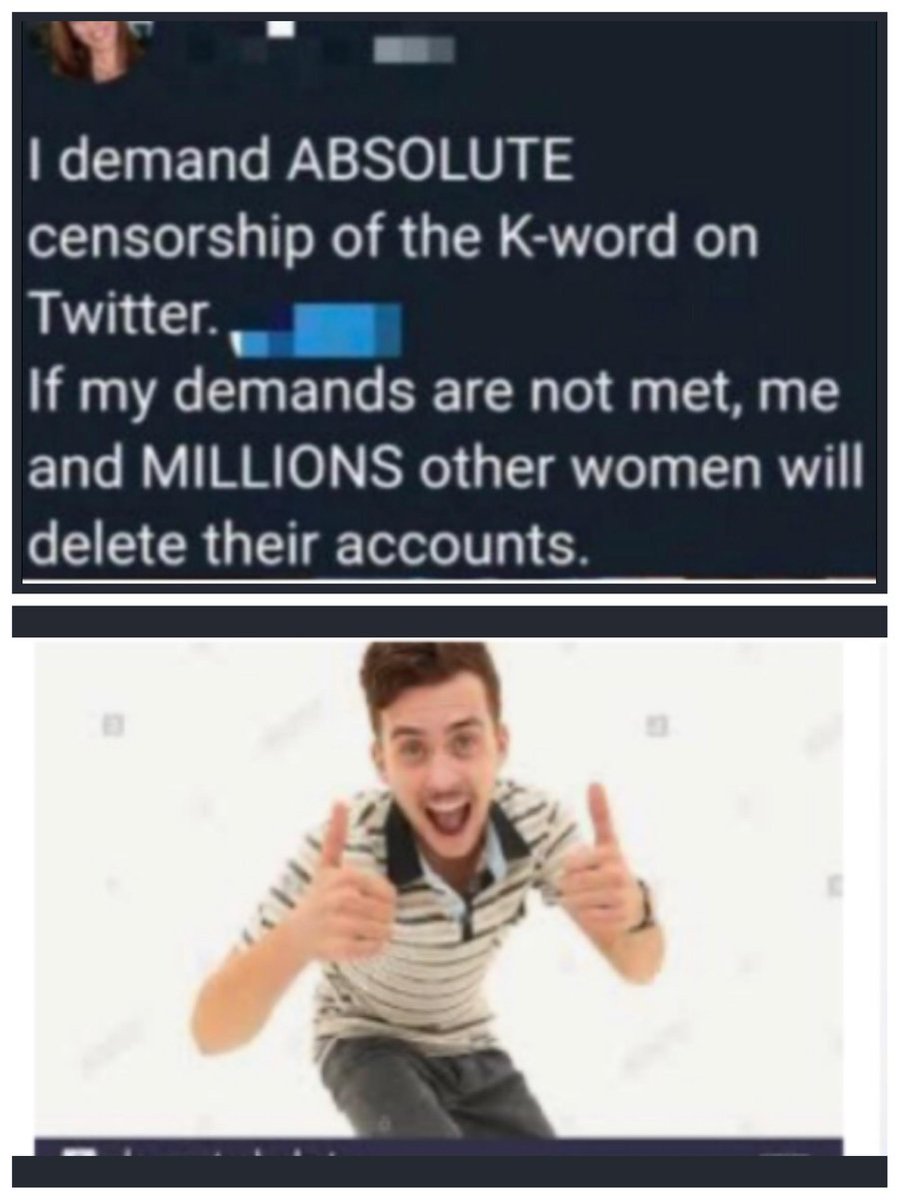 I demand ABSOLUTE
censorship of the K-word on
Twitter.
If my demands are not met, me
and MILLIONS other women will
delete their accounts.